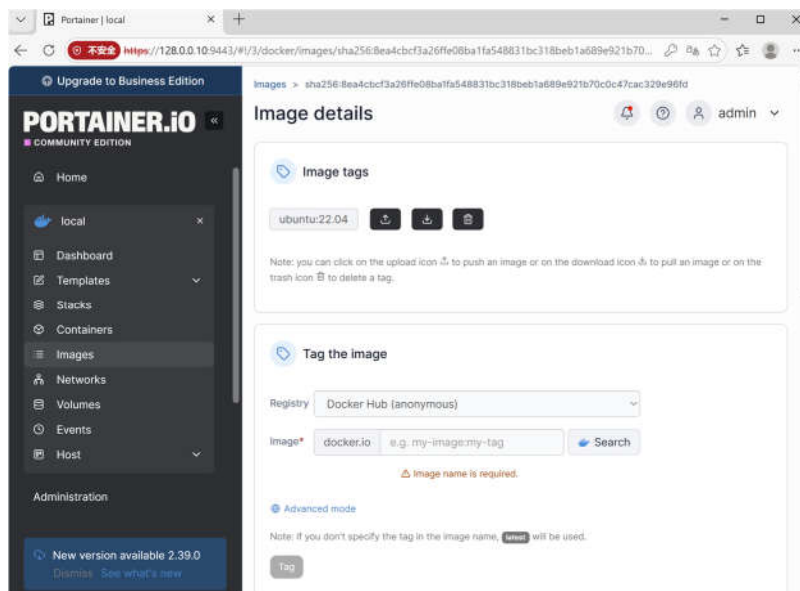 Portainer | local
不安全 https://128.0.0.10:9443/#!/3/docker/images/sha256:8ea4cbcf3a26ffe08ba1fa548831bc318beb1a689e921b70...
Upgrade to Business Edition
PORTAINER.iO
COMMUNITY EDITION
Home
local
Dashboard
Templates
Stacks
Containers
Images
Networks
Volumes
Events
Host
Administration
New version available 2.39.0
Dismiss See what's new
Images > sha256:8ea4cbcf3a26ffe08ba1fa548831bc318beb1a689e921b70c0c47cac329e96fd
Image details
admin
Image tags
ubuntu:22.04
Note: you can click on the upload icon to push an image or on the download icon to pull an image or on the
trash icon to delete a tag.
Tag the image
Registry Docker Hub (anonymous)
Image* docker.io e.g. my-image:my-tag Search
Image name is required.
Advanced mode
Note: if you don't specify the tag in the image name, latest will be used.
Tag